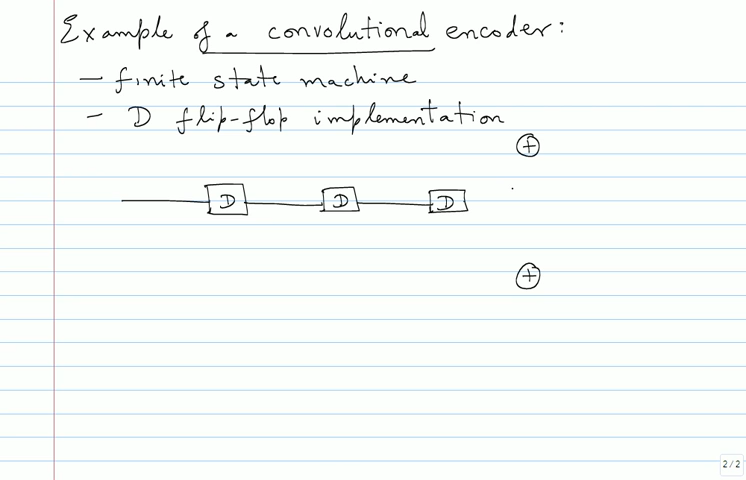 Example of a convolutional encoder:
- finite state machine
- D flip-flop implementation
+
D D D
+
2/2